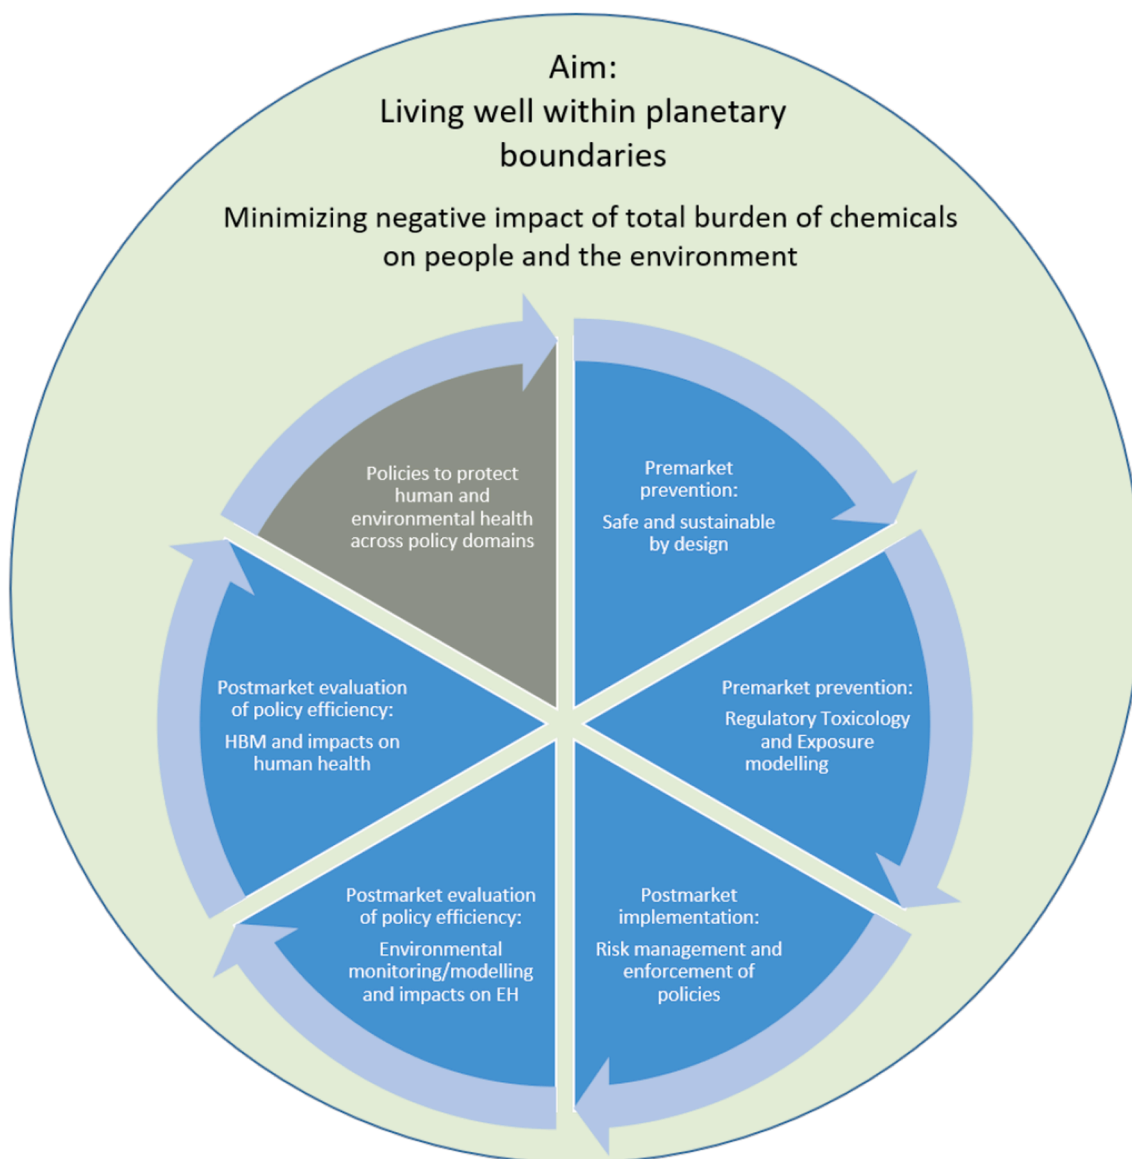 Aim:
Living well within planetary
boundaries
Minimizing negative impact of total burden of chemicals
on people and the environment
Policies to protect
human and
environmental health
across policy domains
Premarket
prevention:
Safe and sustainable
by design
Postmarket evaluation
of policy efficiency:
HBM and impacts on
human health
Premarket prevention:
Regulatory Toxicology
and Exposure
modelling
Postmarket evaluation
of policy efficiency:
Environmental
monitoring/modelling
and impacts on EH
Postmarket
implementation:
Risk management and
enforcement of
policies